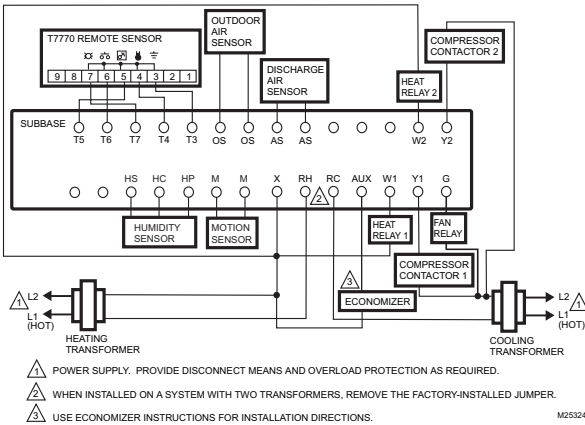 OUTDOOR
AIR
SENSOR
T7770 REMOTE SENSOR
COMPRESSOR
CONTACTOR 2
DISCHARGE
AIR
SENSOR
HEAT
RELAY 2
9 8 7 6 5 4 3 2 1
SUBBASE
T5 T6 T7 T4 T3 OS OS AS AS W2 Y2
HS HC HP M M X RH RC AUX W1 Y1 G
2
HUMIDITY
SENSOR
MOTION
SENSOR
HEAT
RELAY 1
FAN
RELAY
COMPRESSOR
CONTACTOR 1
3
ECONOMIZER
1
L2
L1
(HOT)
HEATING
TRANSFORMER
L2
1
L1
(HOT)
COOLING
TRANSFORMER
1 POWER SUPPLY. PROVIDE DISCONNECT MEANS AND OVERLOAD PROTECTION AS REQUIRED.
2 WHEN INSTALLED ON A SYSTEM WITH TWO TRANSFORMERS, REMOVE THE FACTORY-INSTALLED JUMPER.
3 USE ECONOMIZER INSTRUCTIONS FOR INSTALLATION DIRECTIONS.
M25324